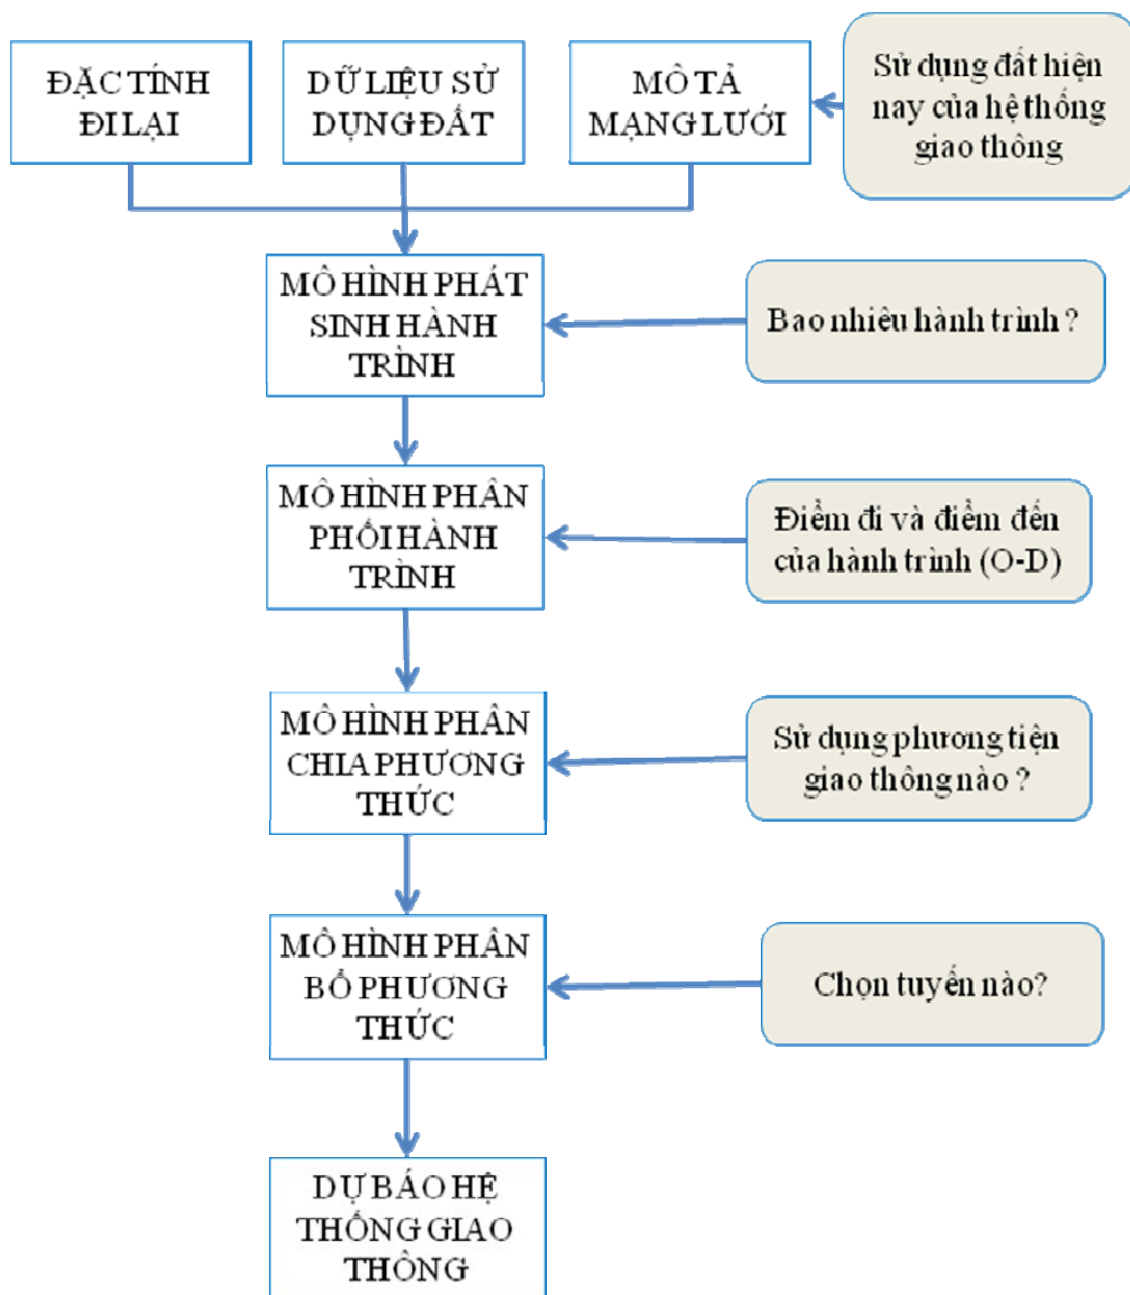 ĐẶC TÍNH
ĐI LẠI
DỮ LIỆU SỬ
DỤNG ĐẤT
MÔ TẢ
MẠNG LƯỚI
Sử dụng đất hiện
nay của hệ thống
giao thông
MÔ HÌNH PHÁT
SINH HÀNH
TRÌNH
Bao nhiêu hành trình ?
MÔ HÌNH PHÂN
PHỐI HÀNH
TRÌNH
Điểm đi và điểm đến
của hành trình (O-D)
MÔ HÌNH PHÂN
CHIA PHƯƠNG
THỨC
Sử dụng phương tiện
giao thông nào ?
MÔ HÌNH PHÂN
BỔ PHƯƠNG
THỨC
Chọn tuyến nào?
DỰ BÁO HỆ
THỐNG GIAO
THÔNG